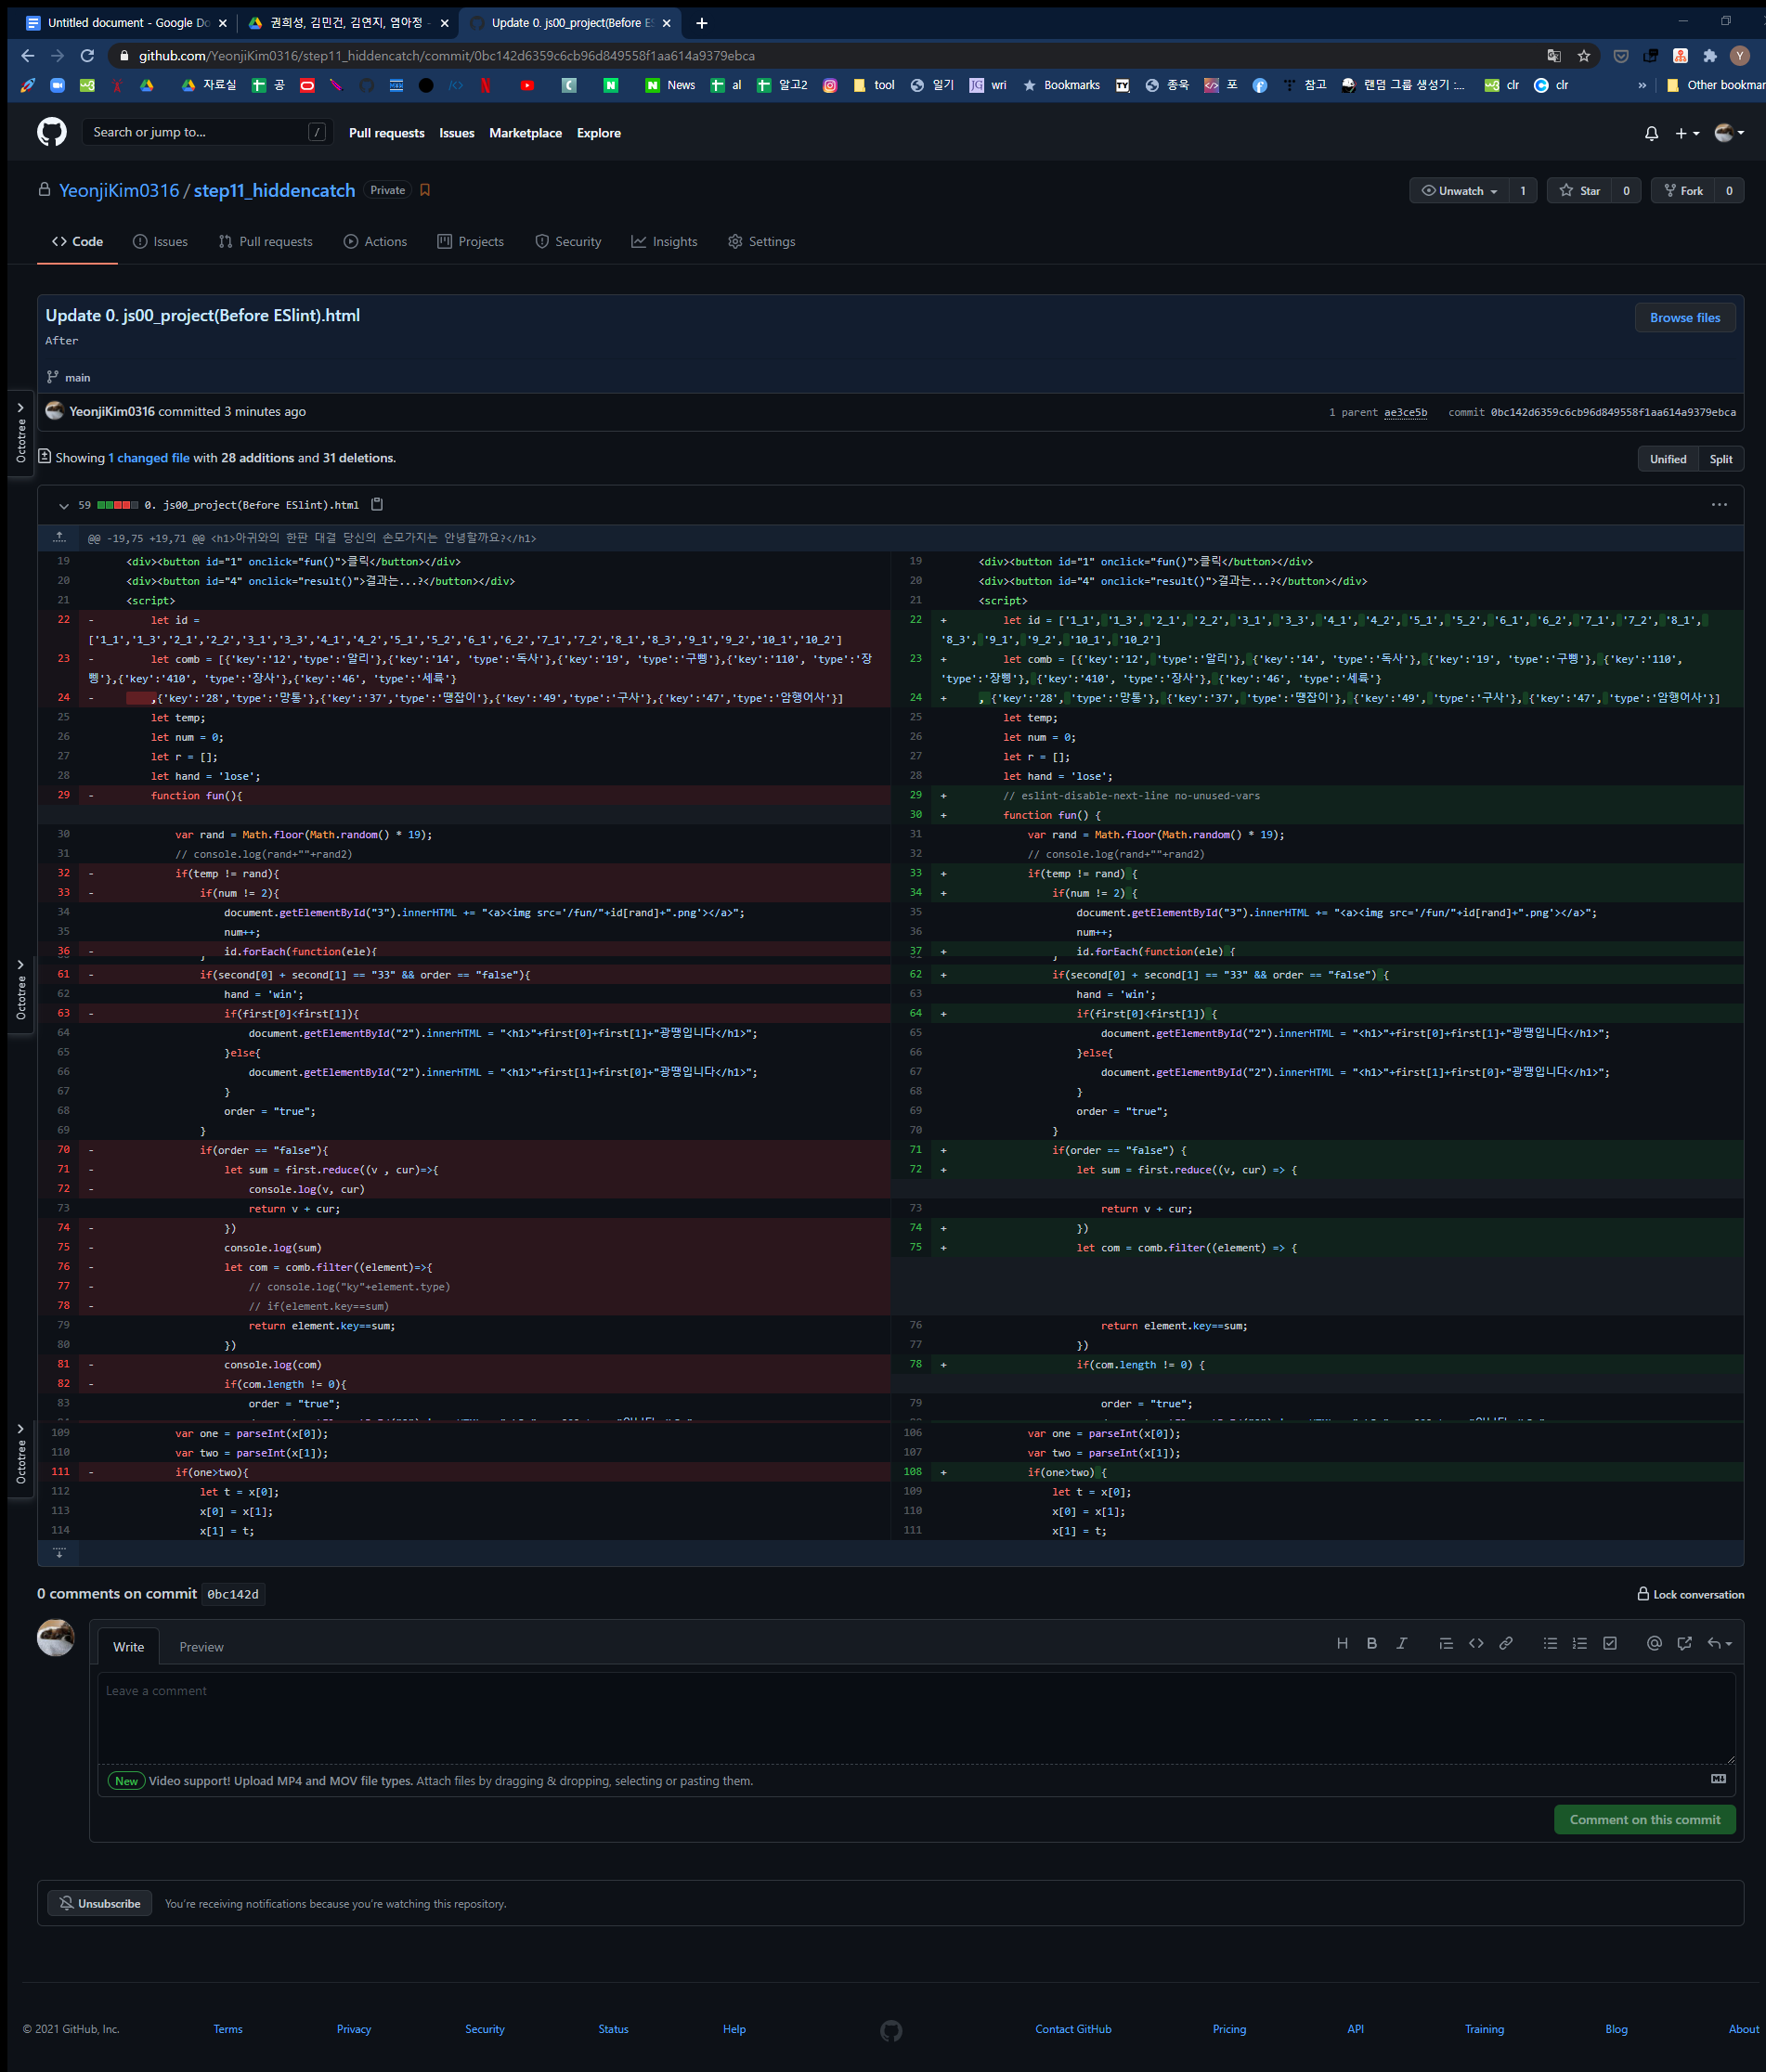 Untitled document - Google Do
권희성, 김민건, 김연지, 염아정 -
Update 0. js00_project(Before ES
github.com/YeonjiKim0316/step11_hiddencatch/commit/0bc142d6359c6cb96d849558f1aa614a9379ebca
자료실 공 News al 알고2 tool 일기 wri Bookmarks 종욱 포 참고 랜덤 그룹 생성기 :... clr clr » Other bookmar
Search or jump to... / Pull requests Issues Marketplace Explore
YeonjiKim0316 / step11_hiddencatch Private Unwatch 1 Star 0 Fork 0
Code Issues Pull requests Actions Projects Security Insights Settings
Update 0. js00_project(Before ESlint).html Browse files
After
main
YeonjiKim0316 committed 3 minutes ago 1 parent ae3ce5b commit 0bc142d6359c6cb96d849558f1aa614a9379ebca
Octotree
Showing 1 changed file with 28 additions and 31 deletions. Unified Split
59 0. js00_project(Before ESlint).html
@@ -19,75 +19,71 @@ <h1>아귀와의 한판 대결 당신의 손모가지는 안녕할까요?</h1>
19 <div><button id="1" onclick="fun()">클릭</button></div> 19 <div><button id="1" onclick="fun()">클릭</button></div>
20 <div><button id="4" onclick="result()">결과는...?</button></div> 20 <div><button id="4" onclick="result()">결과는...?</button></div>
21 <script> 21 <script>
22 - let id = 22 + let id = ['1_1', '1_3', '2_1', '2_2', '3_1', '3_3', '4_1', '4_2', '5_1', '5_2', '6_1', '6_2', '7_1', '7_2', '8_1',
['1_1','1_3','2_1','2_2','3_1','3_3','4_1','4_2','5_1','5_2','6_1','6_2','7_1','7_2','8_1','8_3','9_1','9_2','10_1','10_2'] '8_3', '9_1', '9_2', '10_1', '10_2']
23 - let comb = [{'key':'12','type':'알리'},{'key':'14', 'type':'독사'},{'key':'19', 'type':'구삥'},{'key':'110', 'type':'장 23 + let comb = [{'key':'12', 'type':'알리'}, {'key':'14', 'type':'독사'}, {'key':'19', 'type':'구삥'}, {'key':'110',
삥'},{'key':'410', 'type':'장사'},{'key':'46', 'type':'세륙'} 'type':'장삥'}, {'key':'410', 'type':'장사'}, {'key':'46', 'type':'세륙'}
24 - ,{'key':'28','type':'망통'},{'key':'37','type':'땡잡이'},{'key':'49','type':'구사'},{'key':'47','type':'암행어사'}] 24 + , {'key':'28', 'type':'망통'}, {'key':'37', 'type':'땡잡이'}, {'key':'49', 'type':'구사'}, {'key':'47', 'type':'암행어사'}]
25 let temp; 25 let temp;
26 let num = 0; 26 let num = 0;
27 let r = []; 27 let r = [];
28 let hand = 'lose'; 28 let hand = 'lose';
29 - function fun(){ 29 + // eslint-disable-next-line no-unused-vars
30 + function fun() {
30 var rand = Math.floor(Math.random() * 19); 31 var rand = Math.floor(Math.random() * 19);
31 // console.log(rand+""+rand2) 32 // console.log(rand+""+rand2)
32 - if(temp != rand){ 33 + if(temp != rand) {
33 - if(num != 2){ 34 + if(num != 2) {
34 document.getElementById("3").innerHTML += "<a><img src='/fun/"+id[rand]+".png'></a>"; 35 document.getElementById("3").innerHTML += "<a><img src='/fun/"+id[rand]+".png'></a>";
35 num++; 36 num++;
36 - id.forEach(function(ele){ 37 + id.forEach(function(ele) {
Octotree
61 - if(second[0] + second[1] == "33" && order == "false"){ 62 + if(second[0] + second[1] == "33" && order == "false") {
62 hand = 'win'; 63 hand = 'win';
63 - if(first[0]<first[1]){ 64 + if(first[0]<first[1]) {
64 document.getElementById("2").innerHTML = "<h1>"+first[0]+first[1]+"광땡입니다</h1>"; 65 document.getElementById("2").innerHTML = "<h1>"+first[0]+first[1]+"광땡입니다</h1>";
65 }else{ 66 }else{
66 document.getElementById("2").innerHTML = "<h1>"+first[1]+first[0]+"광땡입니다</h1>"; 67 document.getElementById("2").innerHTML = "<h1>"+first[1]+first[0]+"광땡입니다</h1>";
67 } 68 }
68 order = "true"; 69 order = "true";
69 } 70 }
70 - if(order == "false"){ 71 + if(order == "false") {
71 - let sum = first.reduce((v , cur)=>{ 72 + let sum = first.reduce((v, cur) => {
72 - console.log(v, cur)
73 return v + cur; 73 return v + cur;
74 - }) 74 + })
75 - console.log(sum) 75 + let com = comb.filter((element) => {
76 - let com = comb.filter((element)=>{
77 - // console.log("ky"+element.type)
78 - // if(element.key==sum)
79 return element.key==sum; 76 return element.key==sum;
80 }) 77 })
81 - console.log(com) 78 + if(com.length != 0) {
82 - if(com.length != 0){
83 order = "true"; 79 order = "true";
Octotree
109 var one = parseInt(x[0]); 106 var one = parseInt(x[0]);
110 var two = parseInt(x[1]); 107 var two = parseInt(x[1]);
111 - if(one>two){ 108 + if(one>two) {
112 let t = x[0]; 109 let t = x[0];
113 x[0] = x[1]; 110 x[0] = x[1];
114 x[1] = t; 111 x[1] = t;
0 comments on commit 0bc142d Lock conversation
Write Preview
Leave a comment
New Video support! Upload MP4 and MOV file types. Attach files by dragging & dropping, selecting or pasting them.
Comment on this commit
Unsubscribe You're receiving notifications because you're watching this repository.
© 2021 GitHub, Inc. Terms Privacy Security Status Help Contact GitHub Pricing API Training Blog About